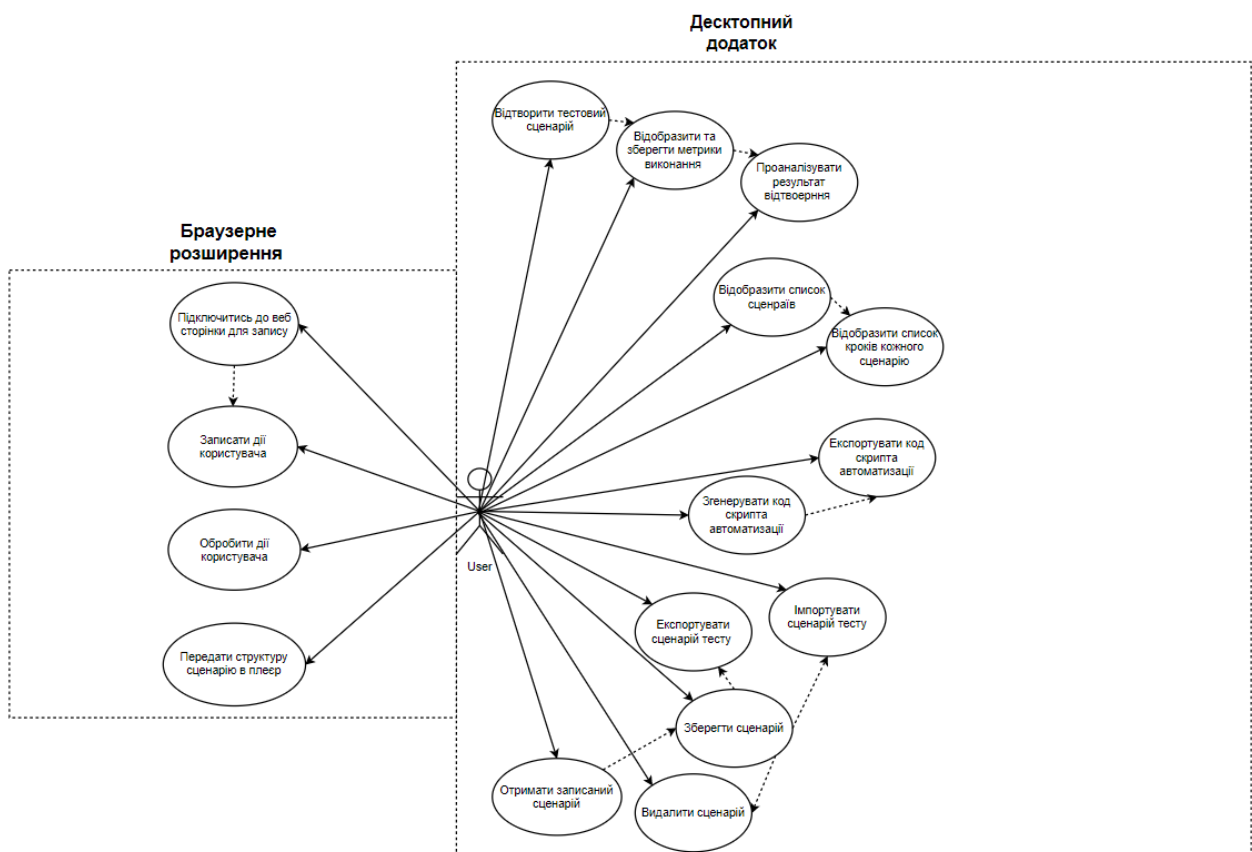 Десктопний
додаток
Відтворити тестовий
сценарій
Відобразити та
зберегти метрики
виконання
Проаналізувати
результат
відтвоерння
Браузерне
розширення
Підключитись до веб
сторінки для запису
Відобразити список
сценраїв
Відобразити список
кроків кожного
сценарію
Записати дії
користувача
Експортувати код
скрипта
автоматизації
Згенерувати код
скрипта
автоматизації
Обробити дії
користувача
User
Експортувати
сценарій тесту
Імпортувати
сценарій тесту
Передати структуру
сценарію в плеєр
Зберегти сценарій
Отримати записаний
сценарій
Видалити сценарій